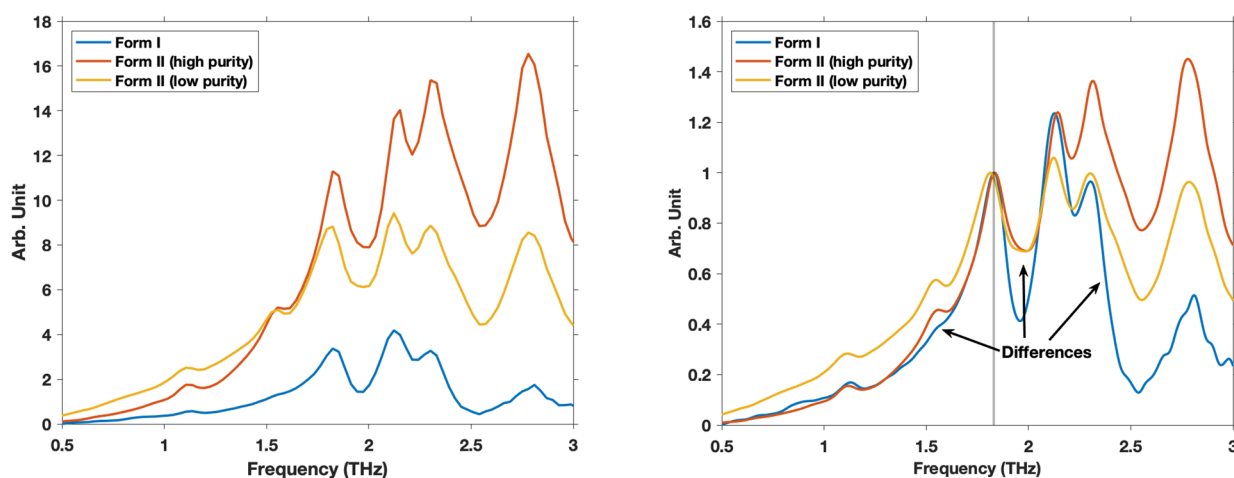 18
16
14
12
10
8
6
4
2
0
Arb. Unit
Form I
Form II (high purity)
Form II (low purity)
0.5 1 1.5 2 2.5 3
Frequency (THz)
1.6
1.4
1.2
1
0.8
0.6
0.4
0.2
0
Arb. Unit
Form I
Form II (high purity)
Form II (low purity)
Differences
0.5 1 1.5 2 2.5 3
Frequency (THz)